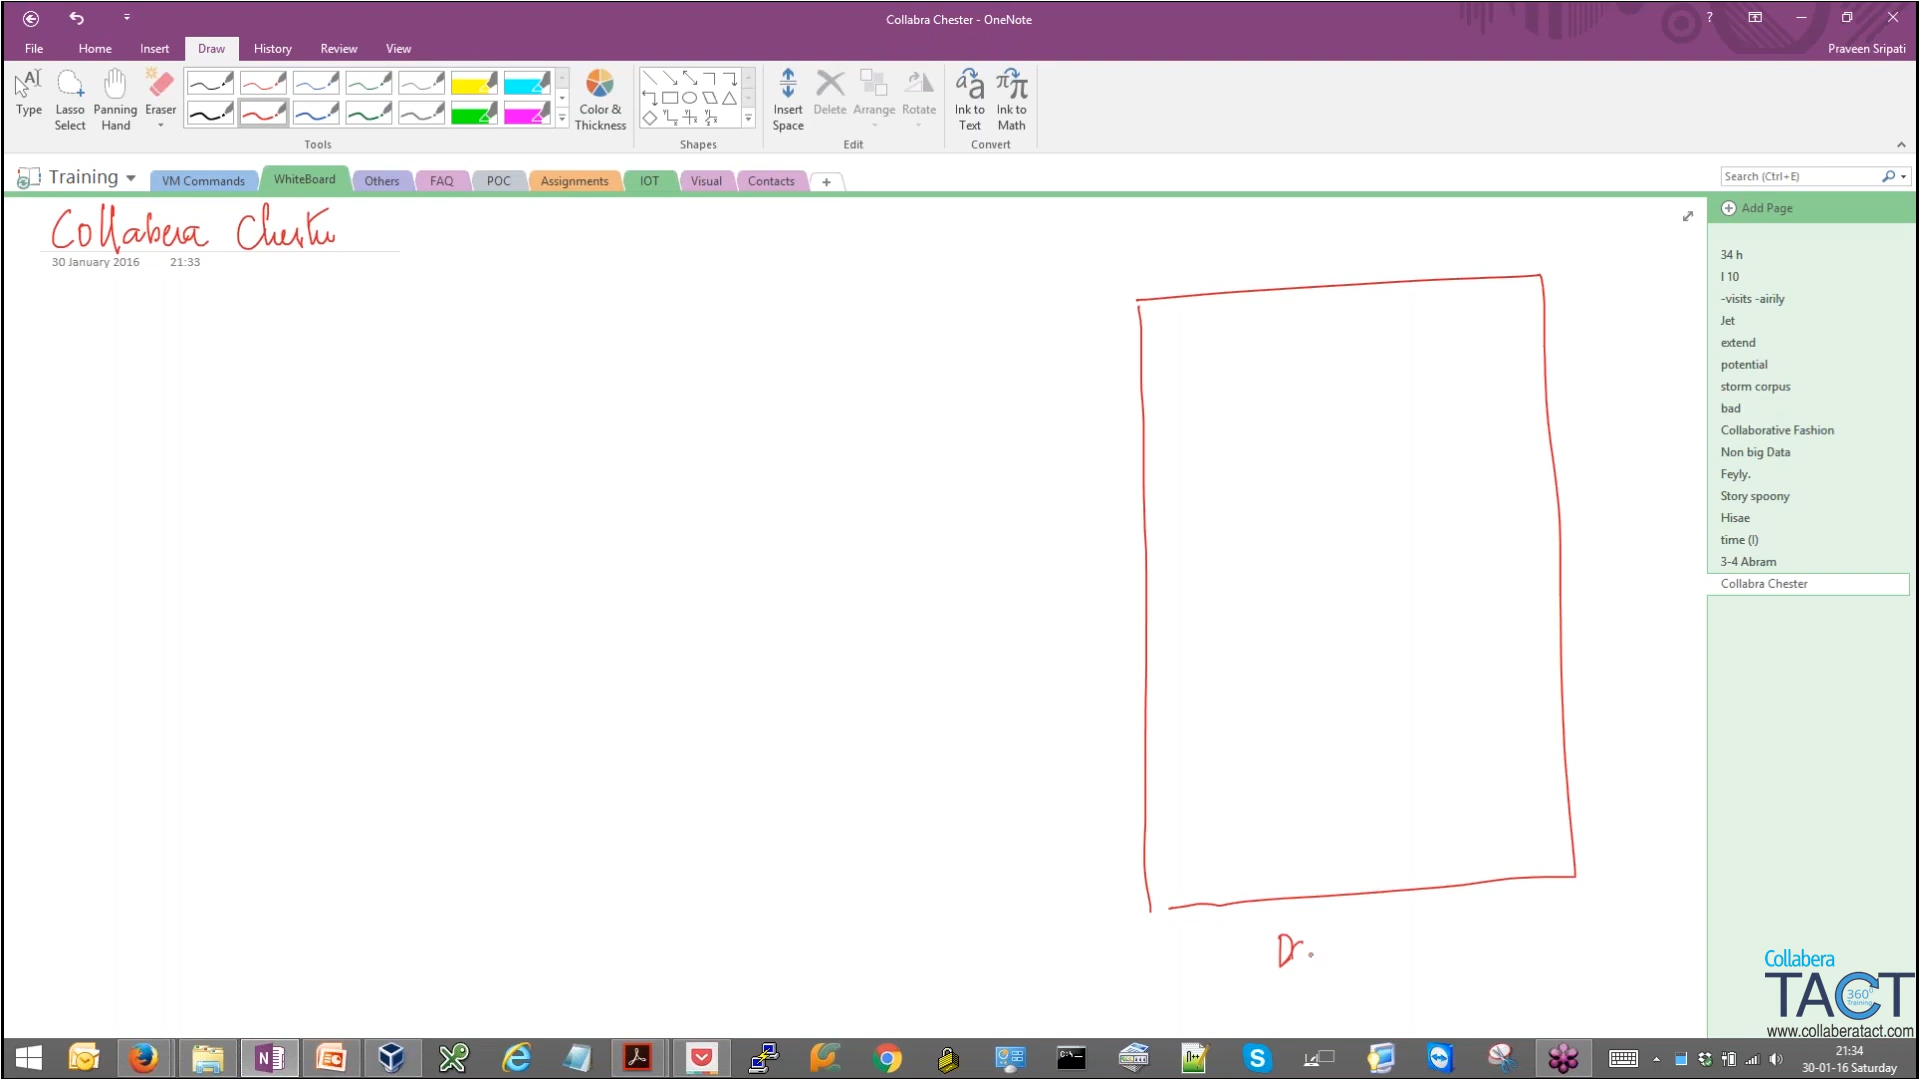 Collabra Chester - OneNote
?
File Home Insert Draw History Review View
Praveen Sripati
Type
Lasso Select
Panning Hand
Eraser
Color & Thickness
Insert Space
Delete
Arrange
Rotate
Ink to Text
Ink to Math
Tools
Shapes
Edit
Convert
Training
VM Commands
WhiteBoard
Others
FAQ
POC
Assignments
IOT
Visual
Contacts
+
Search (Ctrl+E)
Collabera
30 January 2016 21:33
Dr.
Add Page
34 h
I 10
-visits -airily
Jet
extend
potential
storm corpus
bad
Collaborative Fashion
Non big Data
Feyly.
Story spoony
Hisae
time (I)
3-4 Abram
Collabra Chester
Collabera
TACT
360°
Training
www.collaberatact.com
21:34
30-01-16 Saturday